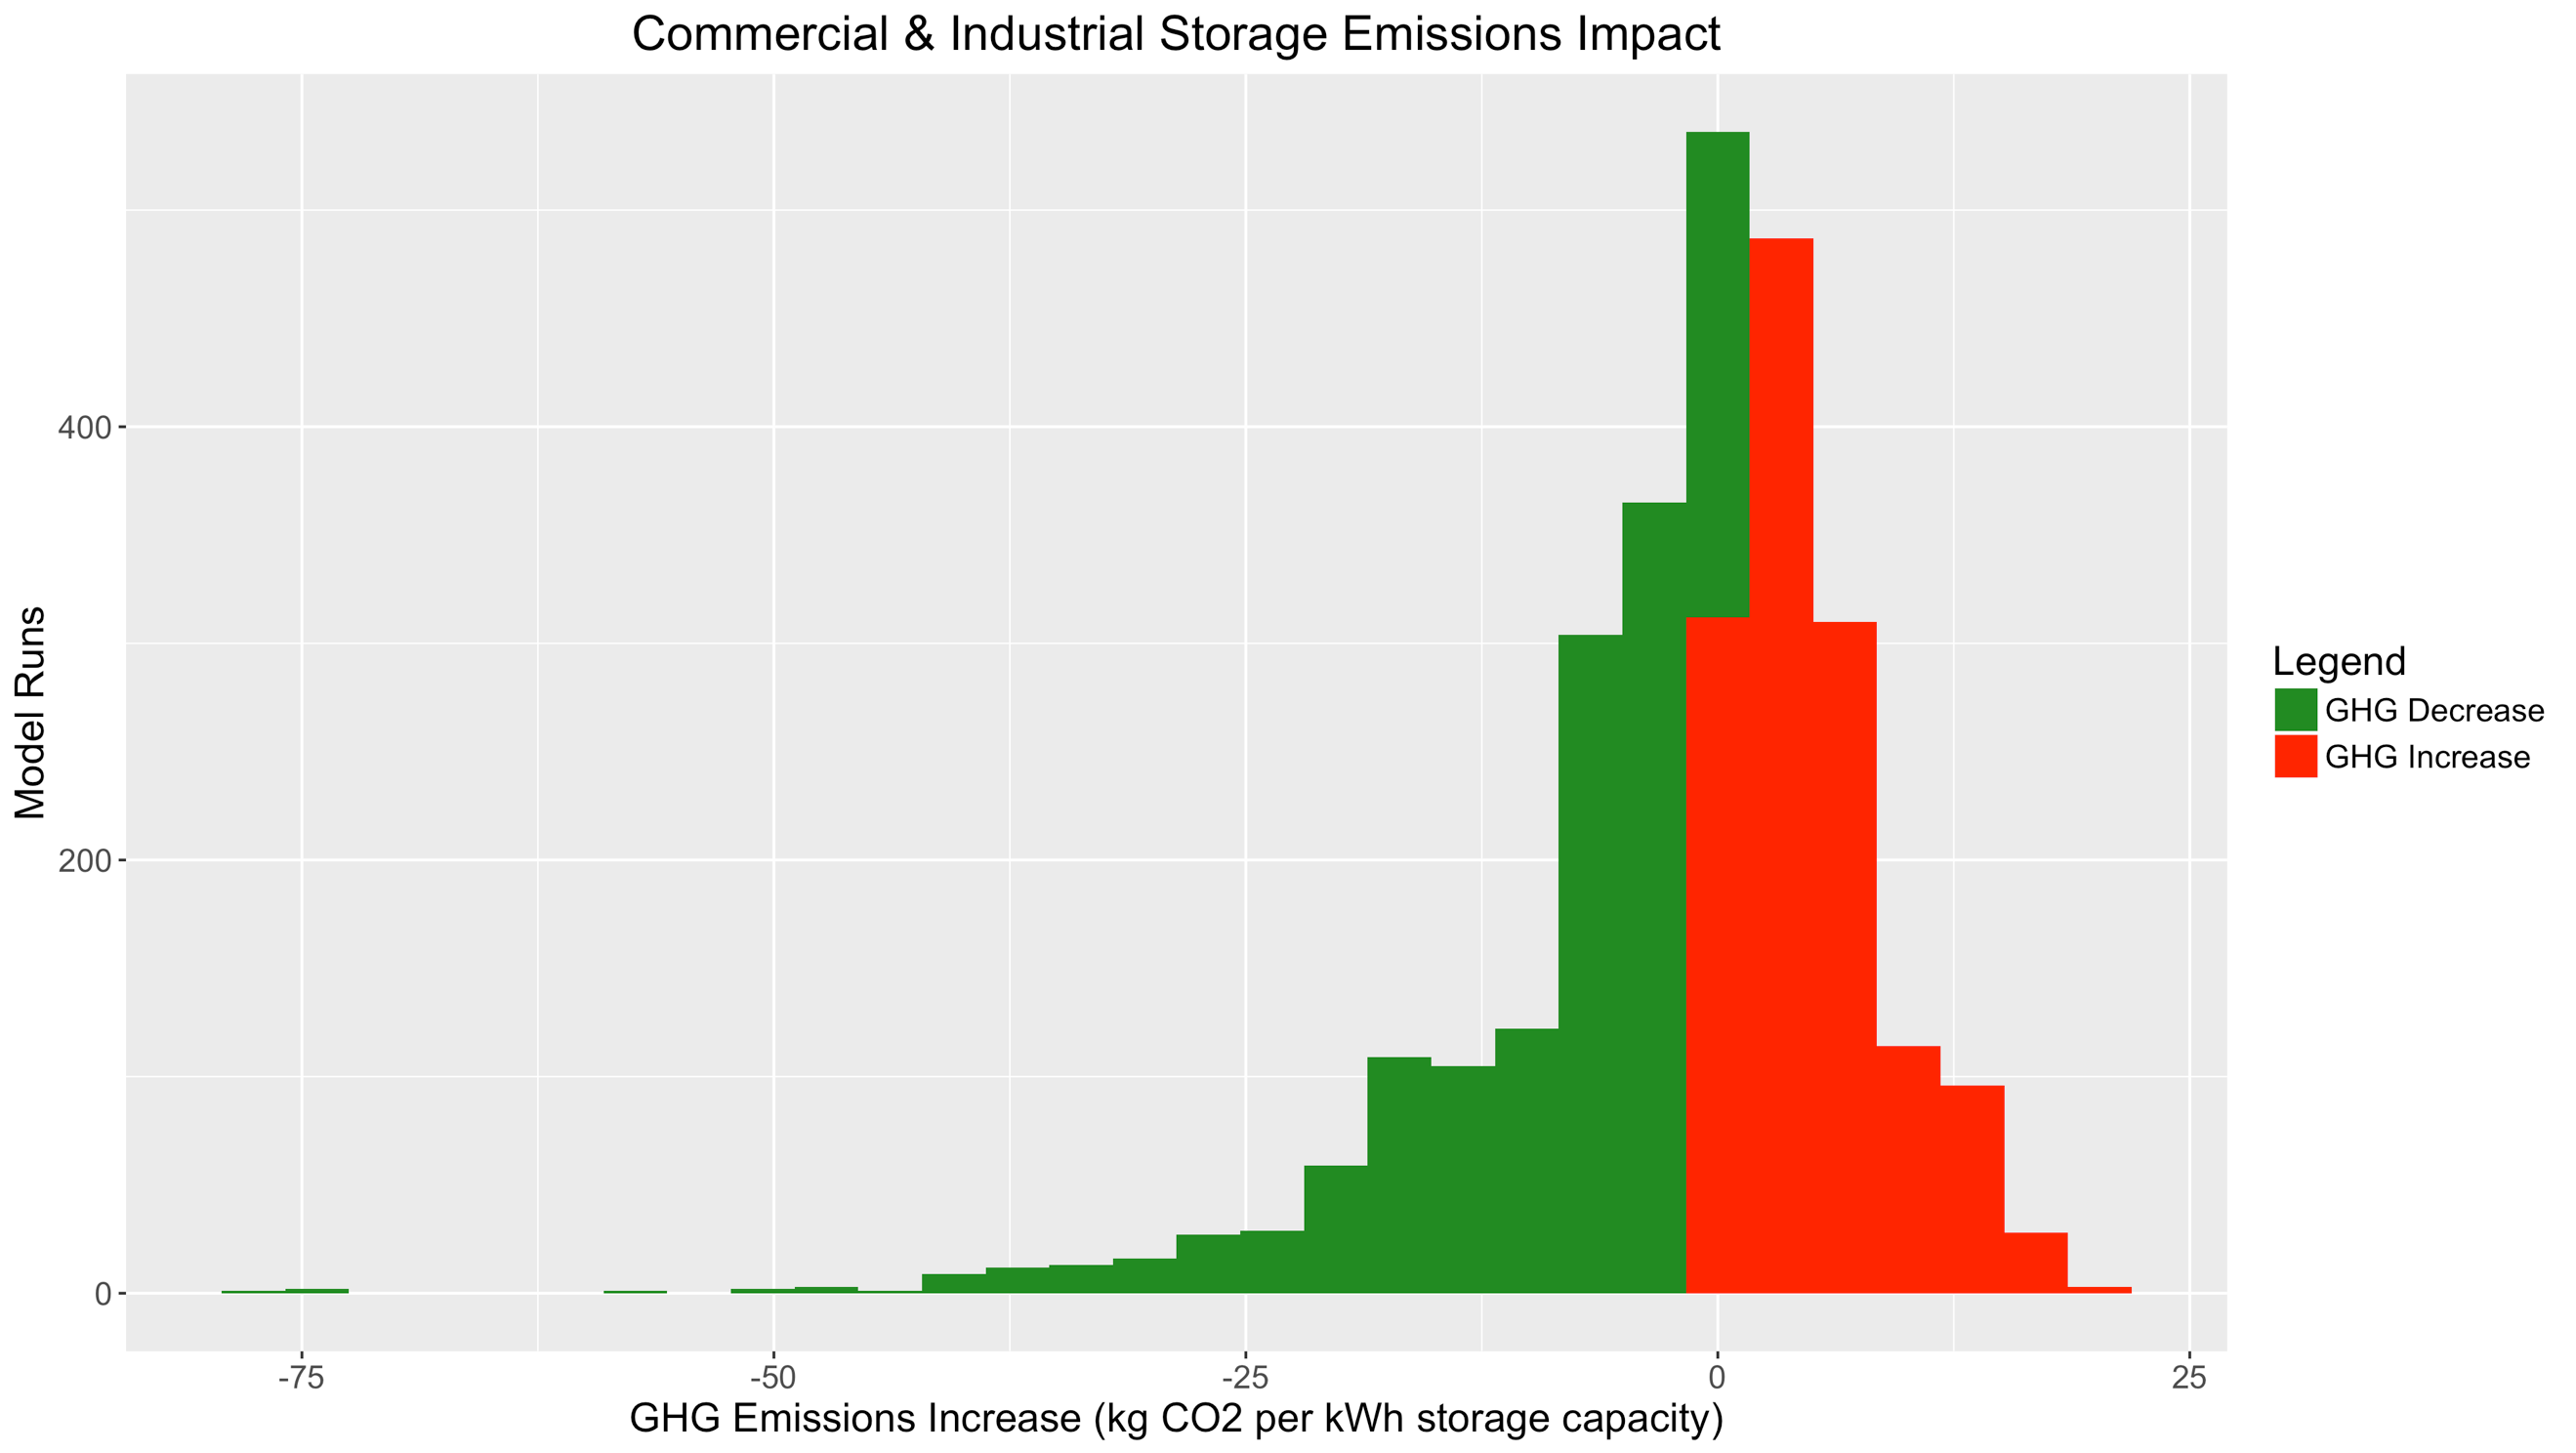 Commercial & Industrial Storage Emissions Impact
Model Runs
400
200
0
-75
-50
-25
0
25
GHG Emissions Increase (kg CO2 per kWh storage capacity)
Legend
GHG Decrease
GHG Increase